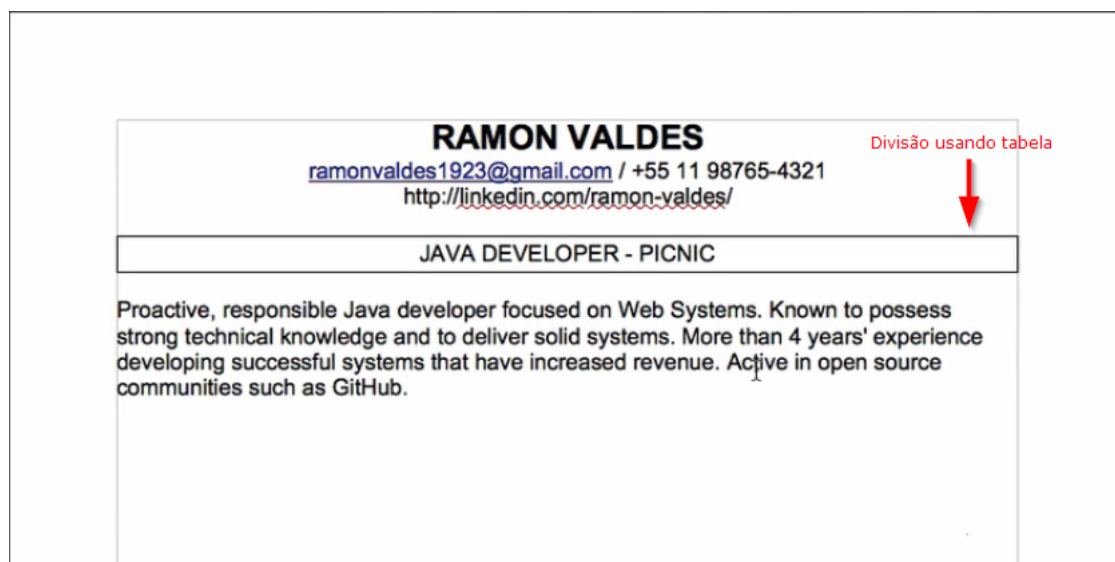 RAMON VALDES
Divisão usando tabela
ramonvaldes1923@gmail.com / +55 11 98765-4321
http://linkedin.com/ramon-valdes/
JAVA DEVELOPER - PICNIC
Proactive, responsible Java developer focused on Web Systems. Known to possess
strong technical knowledge and to deliver solid systems. More than 4 years' experience
developing successful systems that have increased revenue. Active in open source
communities such as GitHub.